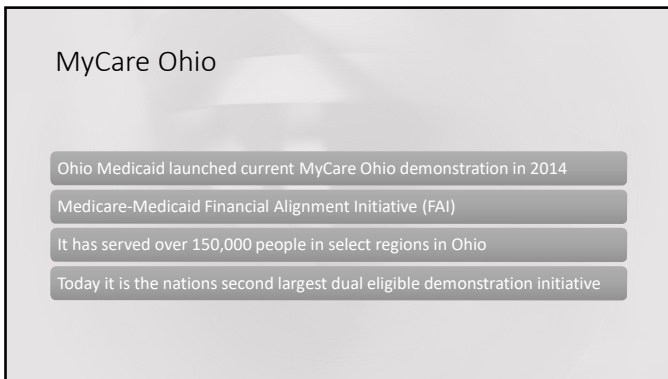 MyCare Ohio
Ohio Medicaid launched current MyCare Ohio demonstration in 2014
Medicare-Medicaid Financial Alignment Initiative (FAI)
It has served over 150,000 people in select regions in Ohio
Today it is the nations second largest dual eligible demonstration initiative